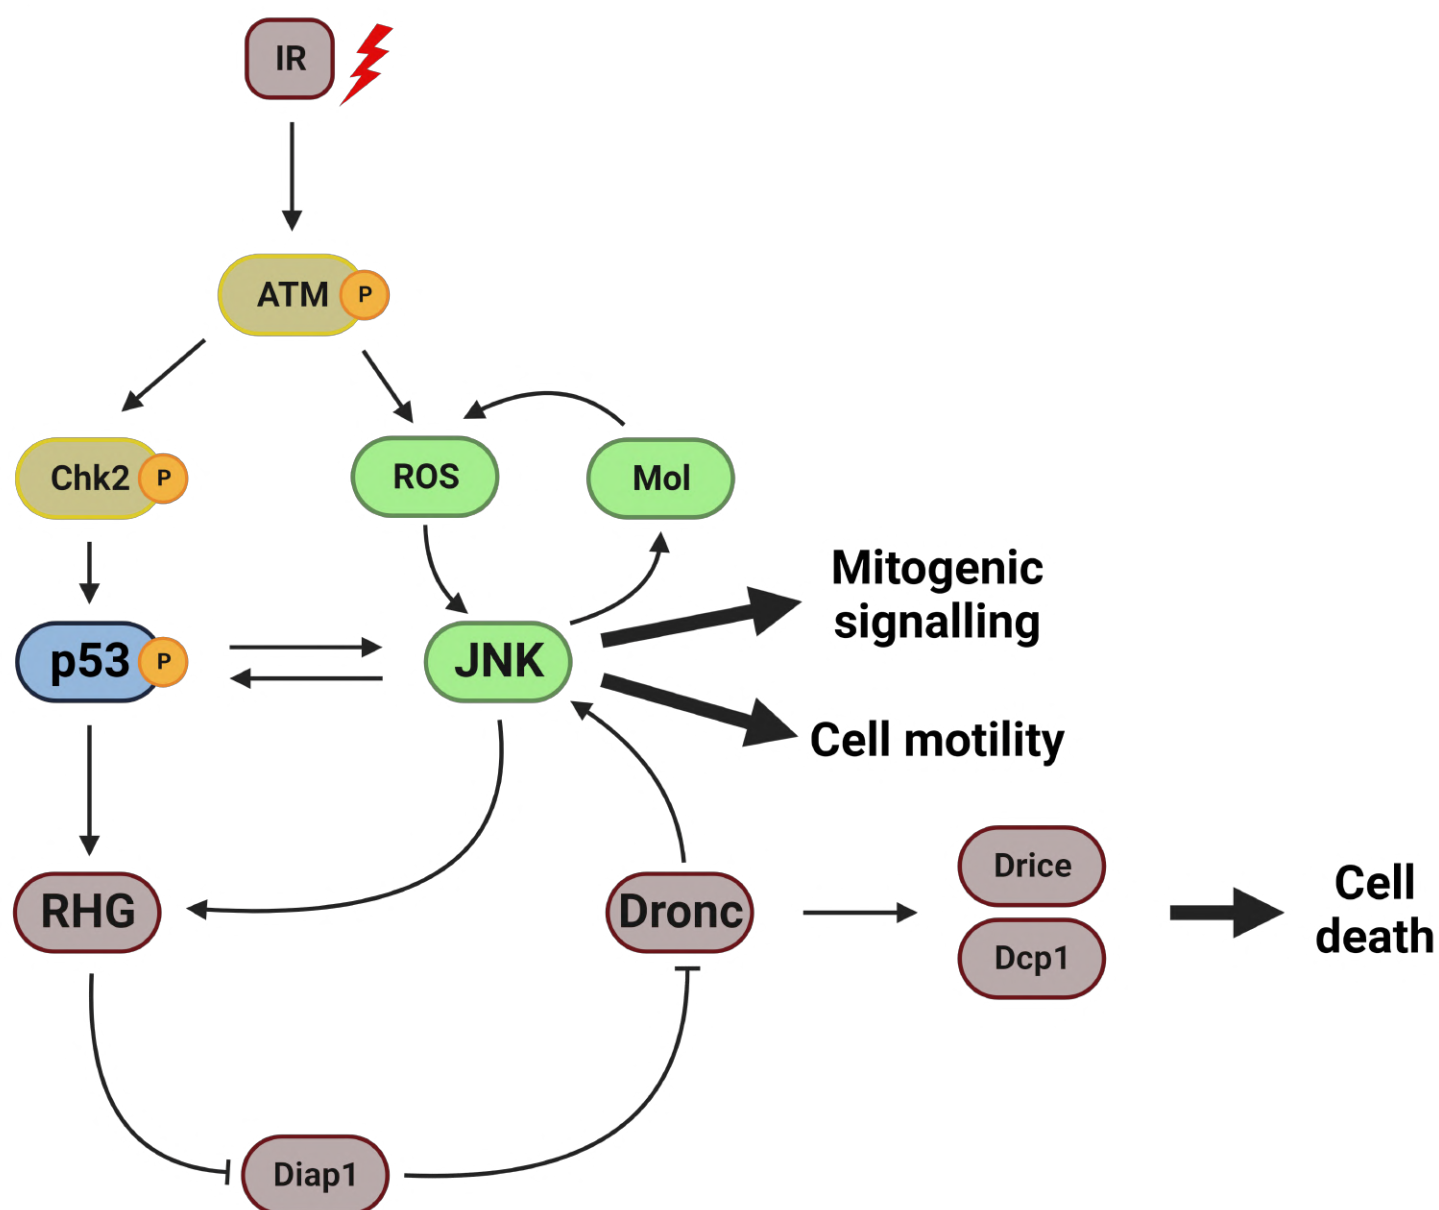 IR
ATM P
Chk2 P
ROS
Mol
Mitogenic
signalling
p53 P
JNK
Cell motility
RHG
Dronc
Drice
Dcp1
Cell
death
Diap1